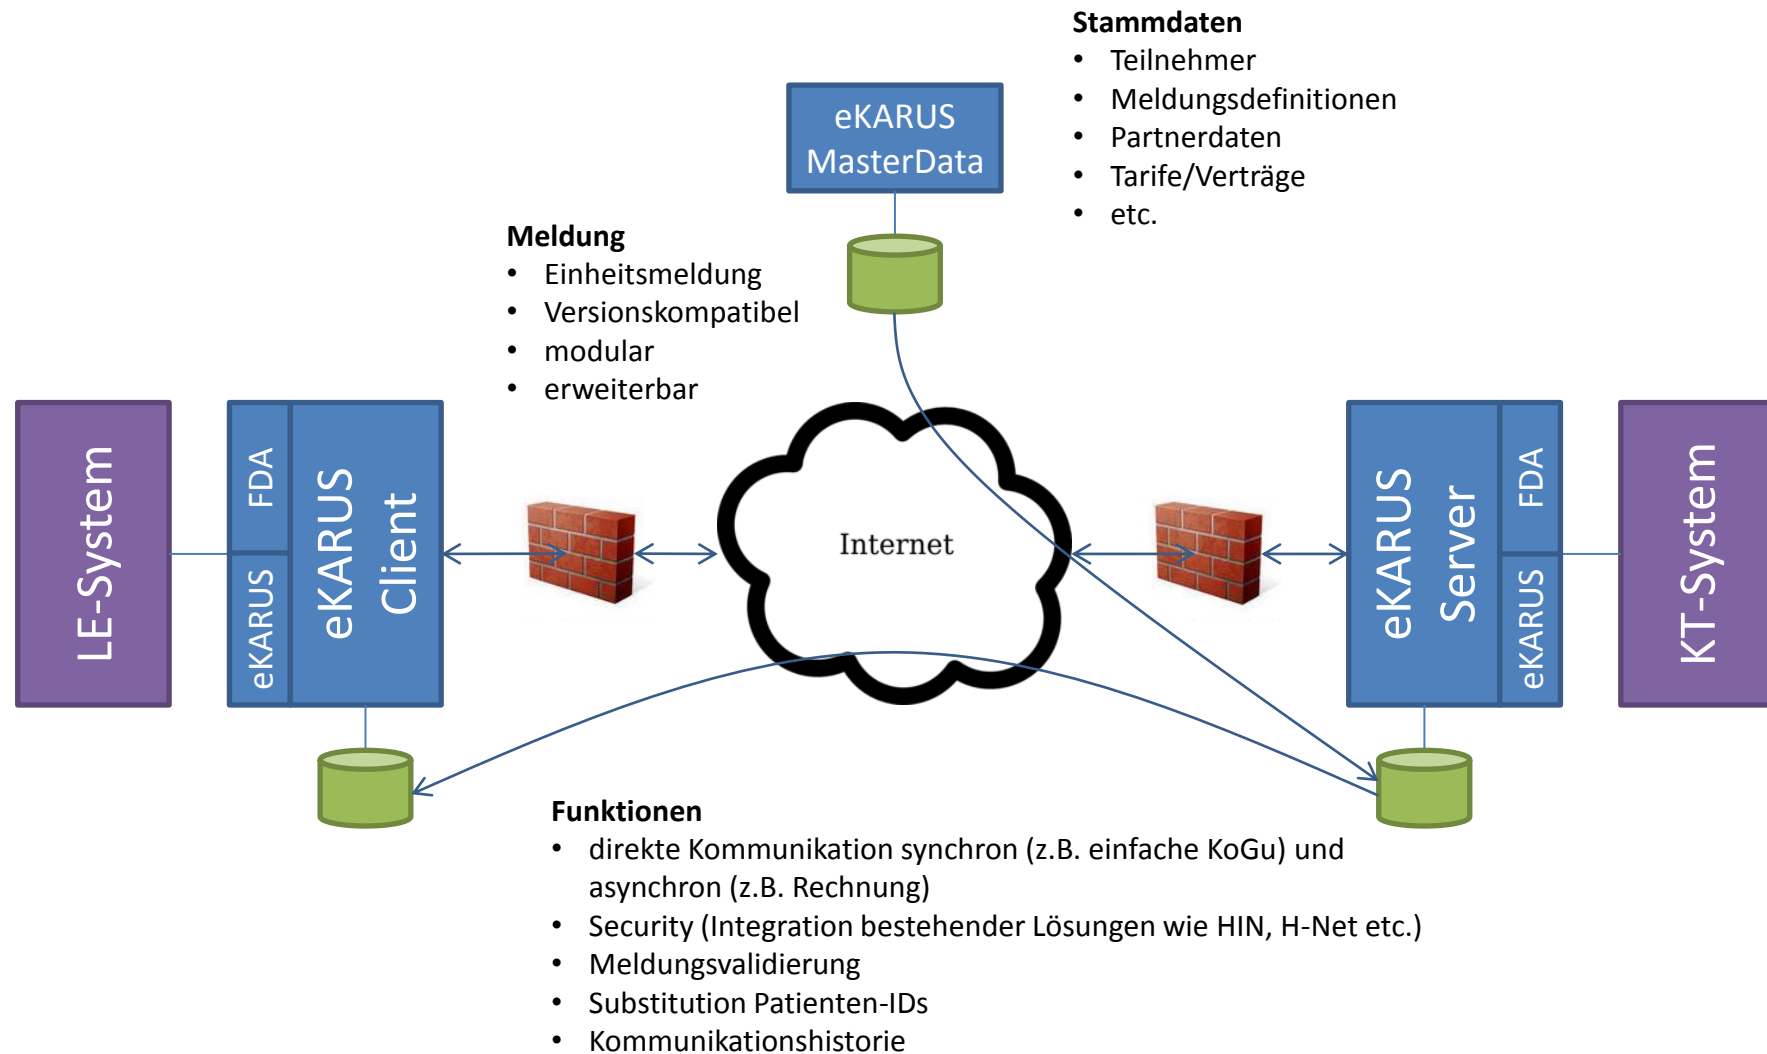 Stammdaten
• Teilnehmer
• Meldungsdefinitionen
• Partnerdaten
• Tarife/Verträge
• etc.
eKARUS
MasterData
Meldung
• Einheitsmeldung
• Versionskompatibel
• modular
• erweiterbar
LE-System
FDA
eKARUS
eKARUS
Client
Internet
eKARUS
Server
FDA
eKARUS
KT-System
Funktionen
• direkte Kommunikation synchron (z.B. einfache KoGu) und
asynchron (z.B. Rechnung)
• Security (Integration bestehender Lösungen wie HIN, H-Net etc.)
• Meldungsvalidierung
• Substitution Patienten-IDs
• Kommunikationshistorie